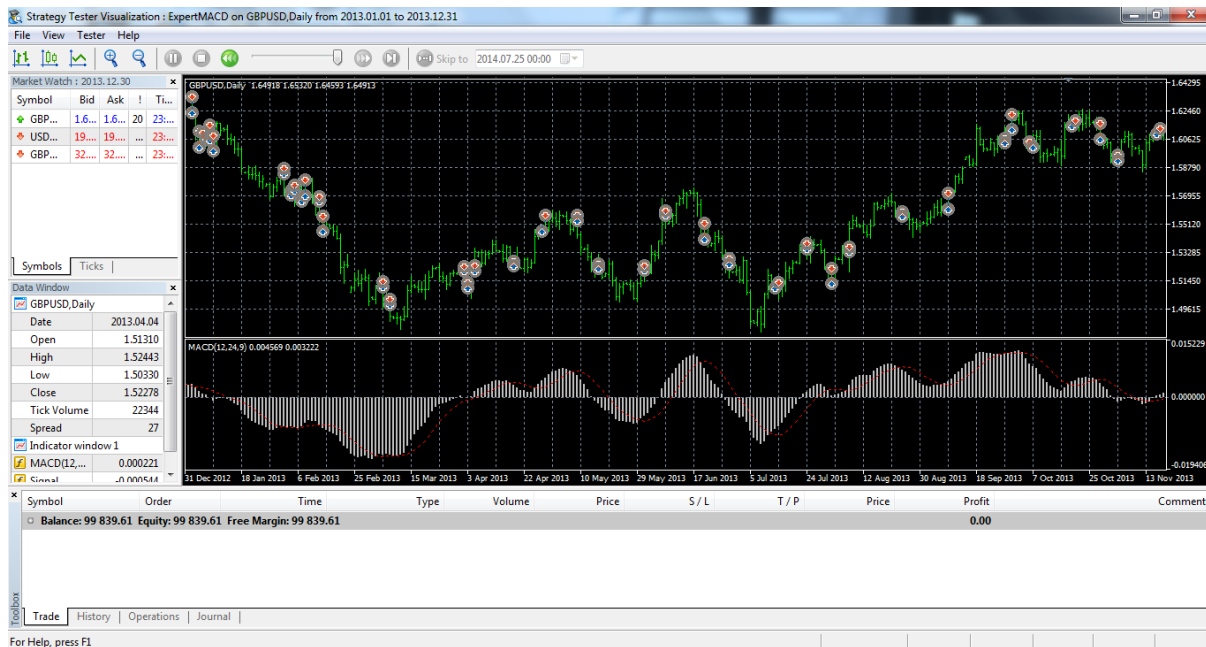 Strategy Tester Visualization : ExpertMACD on GBPUSD,Daily from 2013.01.01 to 2013.12.31
File View Tester Help
Skip to 2014.07.25 00:00
Market Watch : 2013.12.30
Symbol Bid Ask ! Ti...
GBP... 1.6... 1.6... 20 23:...
USD... 19.... 19.... ... 23:...
GBP... 32.... 32.... ... 23:...
Symbols Ticks
Data Window
GBPUSD,Daily
Date 2013.04.04
Open 1.51310
High 1.52443
Low 1.50330
Close 1.52278
Tick Volume 22344
Spread 27
Indicator window 1
MACD(12,... 0.000221
Signal -0.000544
GBPUSD,Daily 1.64918 1.65320 1.64593 1.64913
1.64295
1.62460
1.60625
1.58790
1.56955
1.55120
1.53285
1.51450
1.49615
MACD(12,24,9) 0.004569 0.003222
0.015229
0.000000
-0.019406
31 Dec 2012 18 Jan 2013 6 Feb 2013 25 Feb 2013 15 Mar 2013 3 Apr 2013 22 Apr 2013 10 May 2013 29 May 2013 17 Jun 2013 5 Jul 2013 24 Jul 2013 12 Aug 2013 30 Aug 2013 18 Sep 2013 7 Oct 2013 25 Oct 2013 13 Nov 2013
Symbol Order Time Type Volume Price S / L T / P Price Profit Comment
Balance: 99 839.61 Equity: 99 839.61 Free Margin: 99 839.61 0.00
Toolbox
Trade History Operations Journal
For Help, press F1